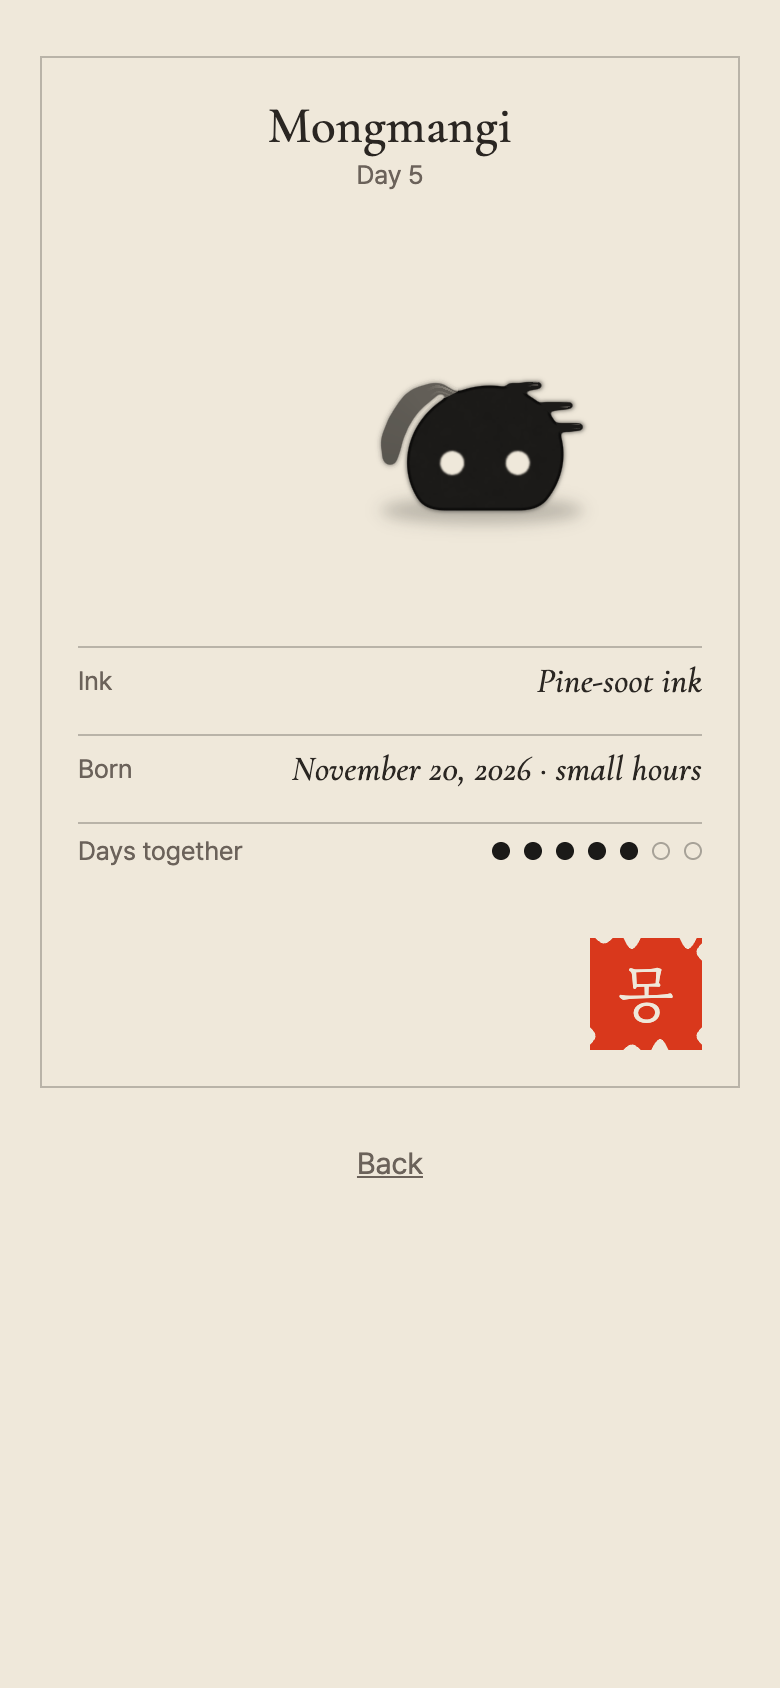 Mongmangi
Day 5
Ink Pine-soot ink
Born November 20, 2026 · small hours
Days together
몽
Back